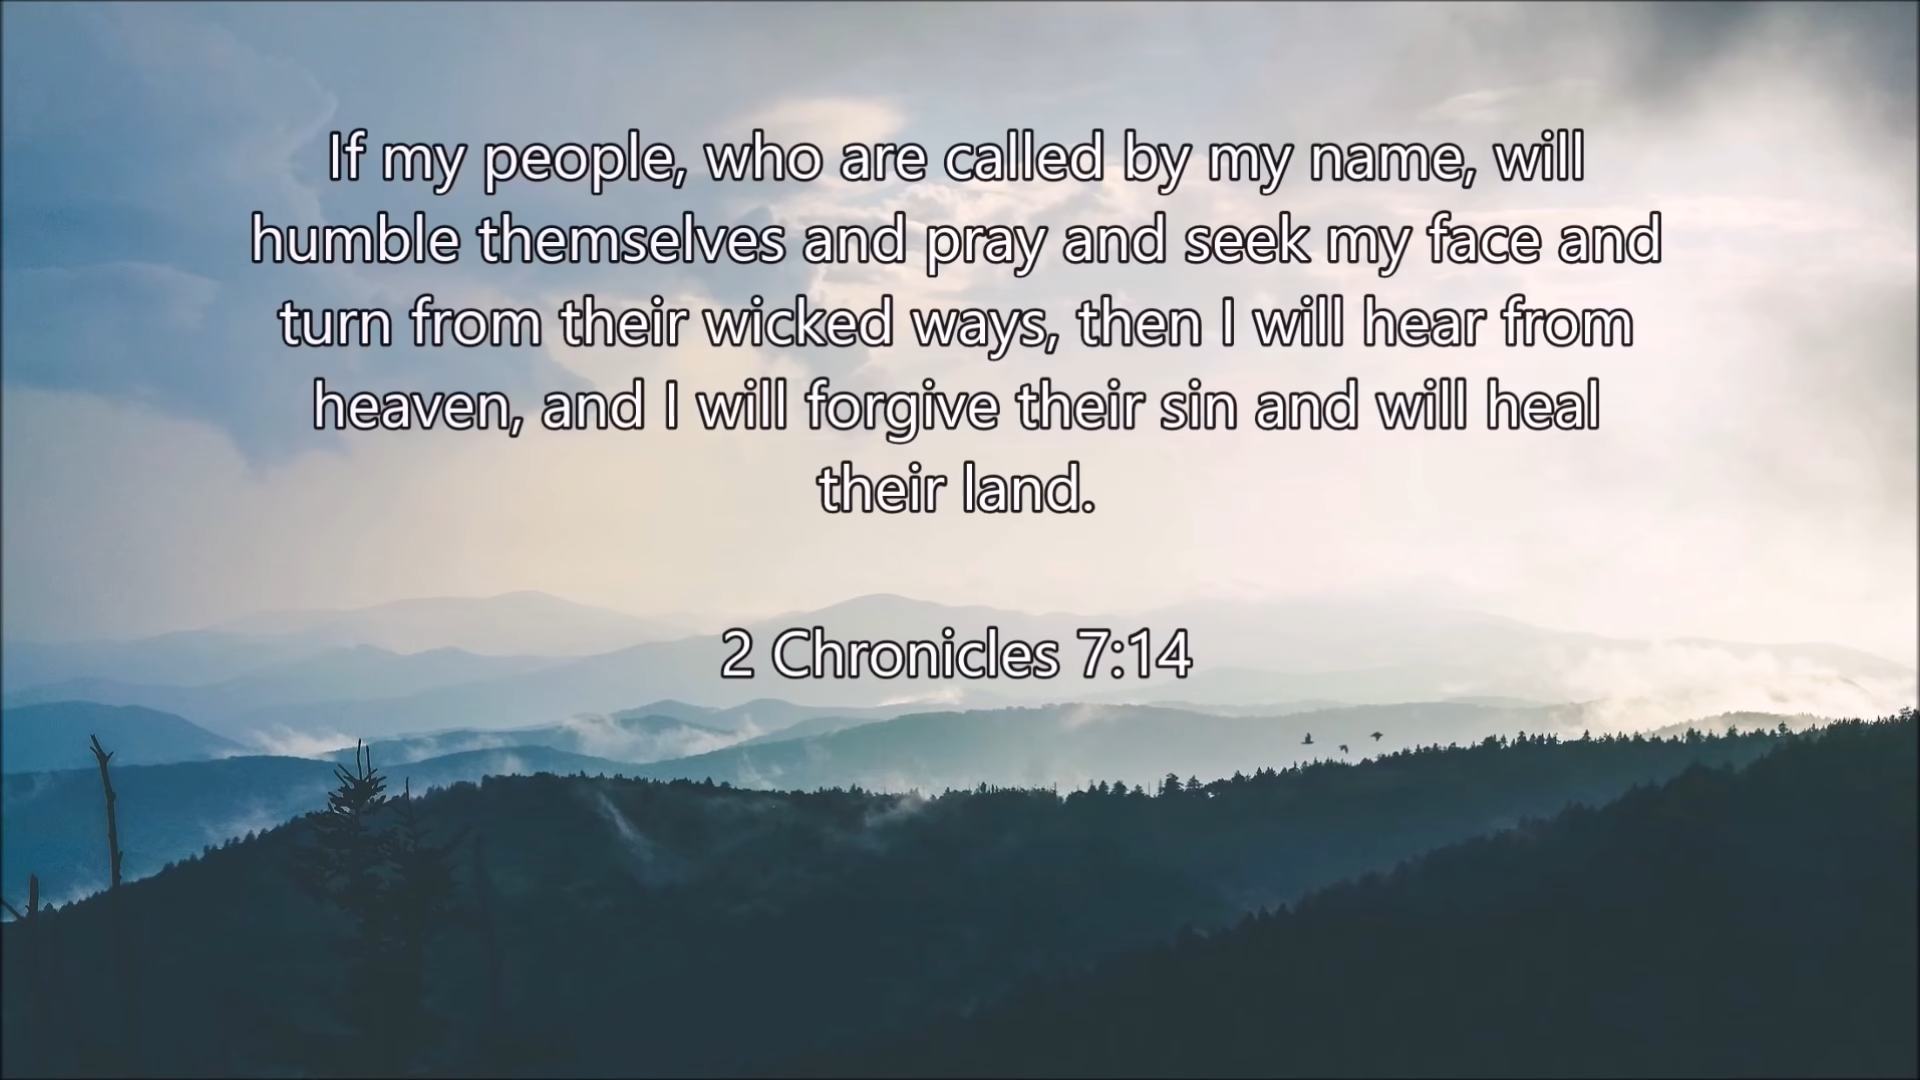 If my people, who are called by my name, will
humble themselves and pray and seek my face and
turn from their wicked ways, then I will hear from
heaven, and I will forgive their sin and will heal
their land.
2 Chronicles 7:14